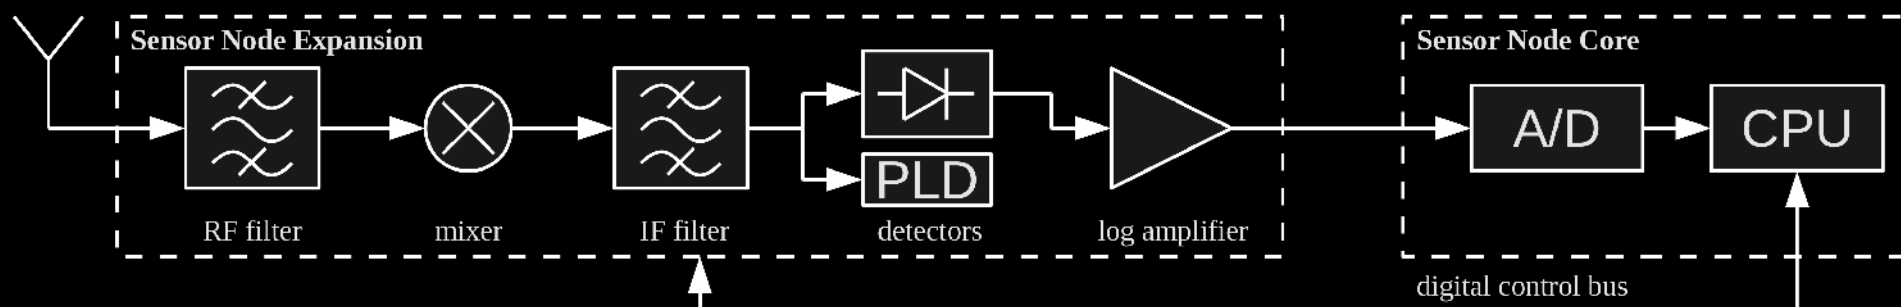 Sensor Node Expansion
Sensor Node Core
A/D
CPU
PLD
RF filter
mixer
IF filter
detectors
log amplifier
digital control bus